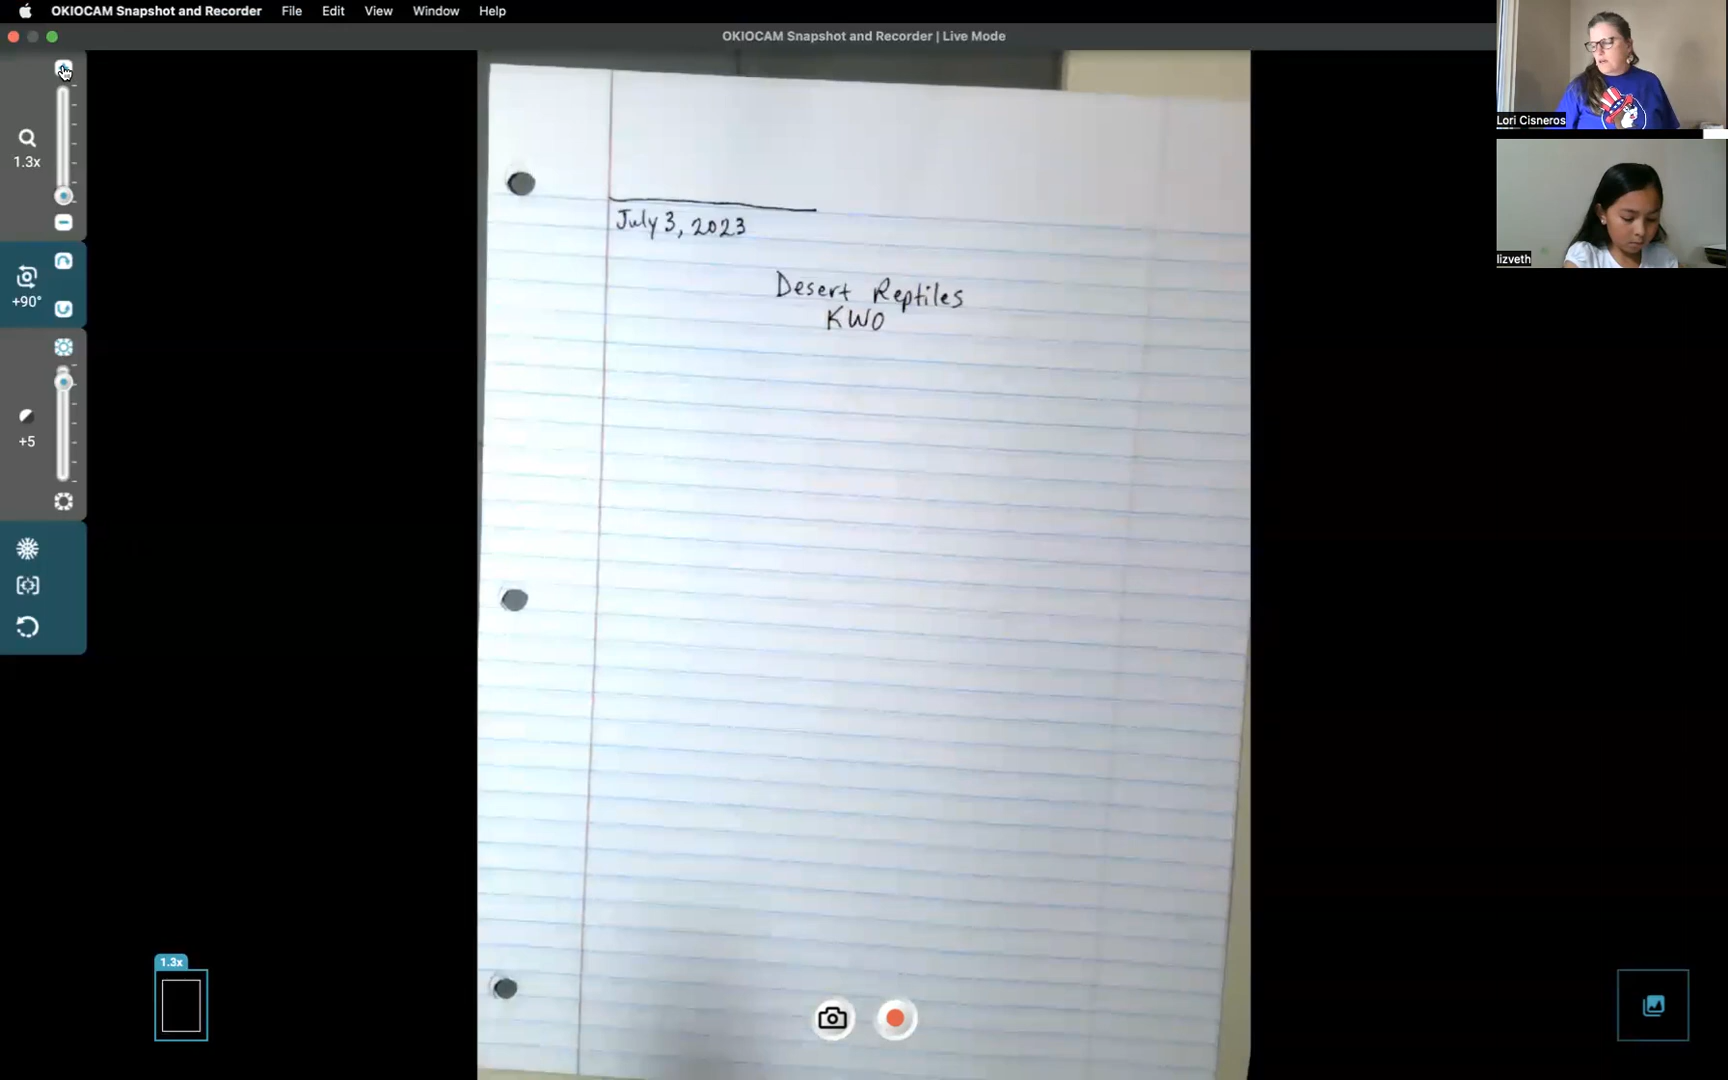 OKIOCAM Snapshot and Recorder File Edit View Window Help
OKIOCAM Snapshot and Recorder | Live Mode
1.3x
+90°
+5
July 3, 2023
Desert Reptiles
KWO
1.3x
Lori Cisneros
lizveth